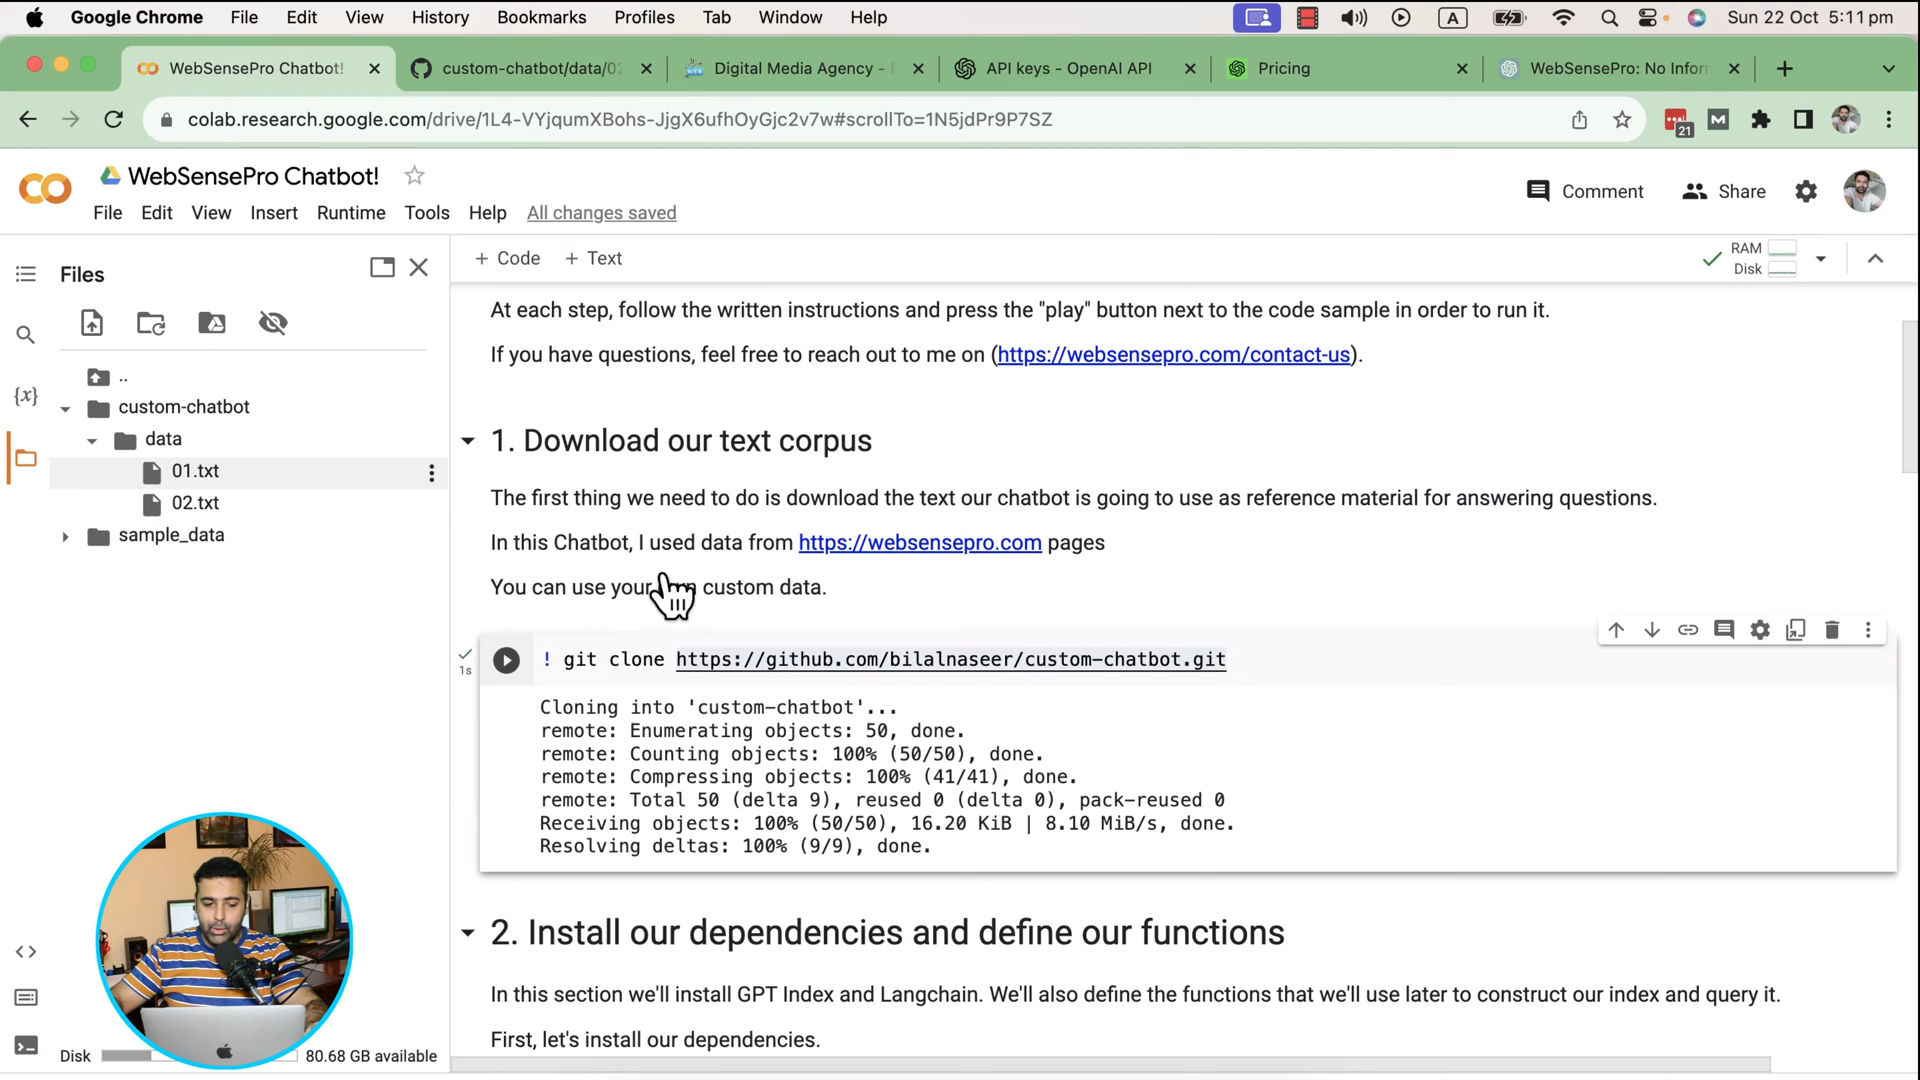 Google Chrome File Edit View History Bookmarks Profiles Tab Window Help A Sun 22 Oct 5:11 pm
WebSensePro Chatbot! custom-chatbot/data/02 Digital Media Agency - API keys - OpenAI API Pricing WebSensePro: No Infor
colab.research.google.com/drive/1L4-VYjqumXBohs-JjgX6ufhOyGjc2v7w#scrollTo=1N5jdPr9P7SZ 21 M
WebSensePro Chatbot!
Comment Share
File Edit View Insert Runtime Tools Help All changes saved
Files
+ Code + Text
RAM
Disk
..
custom-chatbot
data
01.txt
02.txt
sample_data
{x}
At each step, follow the written instructions and press the "play" button next to the code sample in order to run it.
If you have questions, feel free to reach out to me on (https://websensepro.com/contact-us).
1. Download our text corpus
The first thing we need to do is download the text our chatbot is going to use as reference material for answering questions.
In this Chatbot, I used data from https://websensepro.com pages
You can use your custom data.
1s
! git clone https://github.com/bilalnaseer/custom-chatbot.git
Cloning into 'custom-chatbot'...
remote: Enumerating objects: 50, done.
remote: Counting objects: 100% (50/50), done.
remote: Compressing objects: 100% (41/41), done.
remote: Total 50 (delta 9), reused 0 (delta 0), pack-reused 0
Receiving objects: 100% (50/50), 16.20 KiB | 8.10 MiB/s, done.
Resolving deltas: 100% (9/9), done.
2. Install our dependencies and define our functions
In this section we'll install GPT Index and Langchain. We'll also define the functions that we'll use later to construct our index and query it.
First, let's install our dependencies.
Disk 80.68 GB available